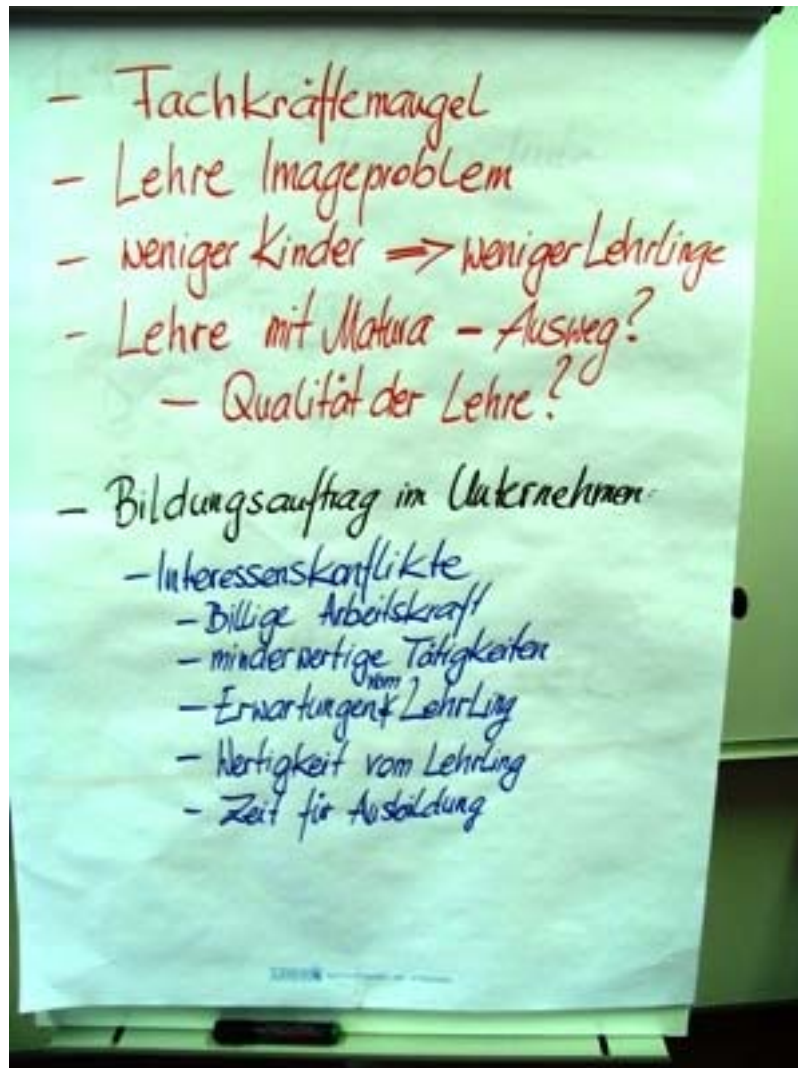 - Fachkräftemangel
- Lehre Imageproblem
- weniger Kinder => weniger Lehrlinge
- Lehre mit Matura - Ausweg?
- Qualität der Lehre?
- Bildungsauftrag im Unternehmen:
- Interessenskonflikte
- Billige Arbeitskraft
- minderwertige Tätigkeiten
- Erwartungen vom Lehrling
- Wertigkeit vom Lehrling
- Zeit für Ausbildung